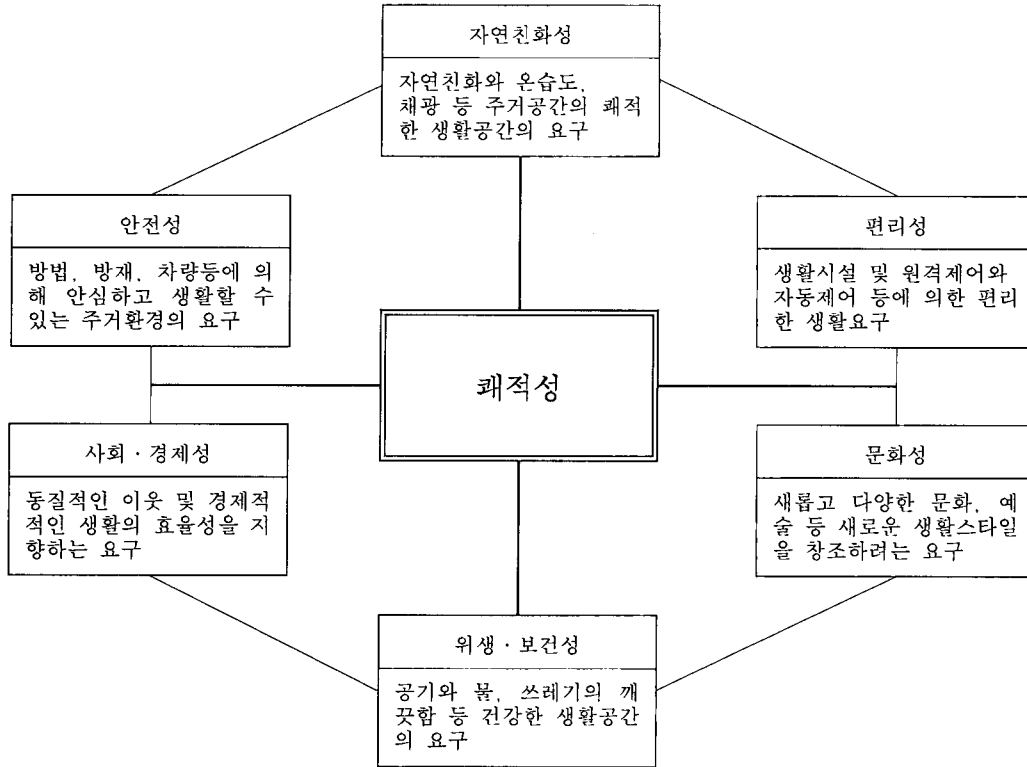 자연친화성
자연친화와 온습도,
채광 등 주거공간의 쾌적
한 생활공간의 요구
안전성
방법, 방재, 차량등에 의
해 안심하고 생활할 수
있는 주거환경의 요구
편리성
생활시설 및 원격제어와
자동제어 등에 의한 편리
한 생활요구
쾌적성
사회 · 경제성
동질적인 이웃 및 경제적
적인 생활의 효율성을 지
향하는 요구
문화성
새롭고 다양한 문화, 예
술 등 새로운 생활스타일
을 창조하려는 요구
위생 · 보건성
공기와 물, 쓰레기의 깨
끗함 등 건강한 생활공간
의 요구